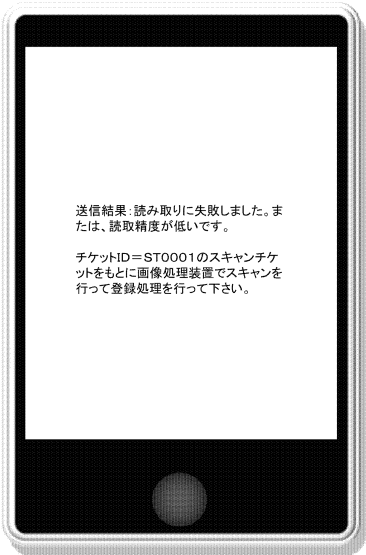 送信結果：読み取りに失敗しました。ま
たは、読取精度が低いです。
チケットID＝ST0001のスキャンチケ
ットをもとに画像処理装置でスキャンを
行って登録処理を行って下さい。